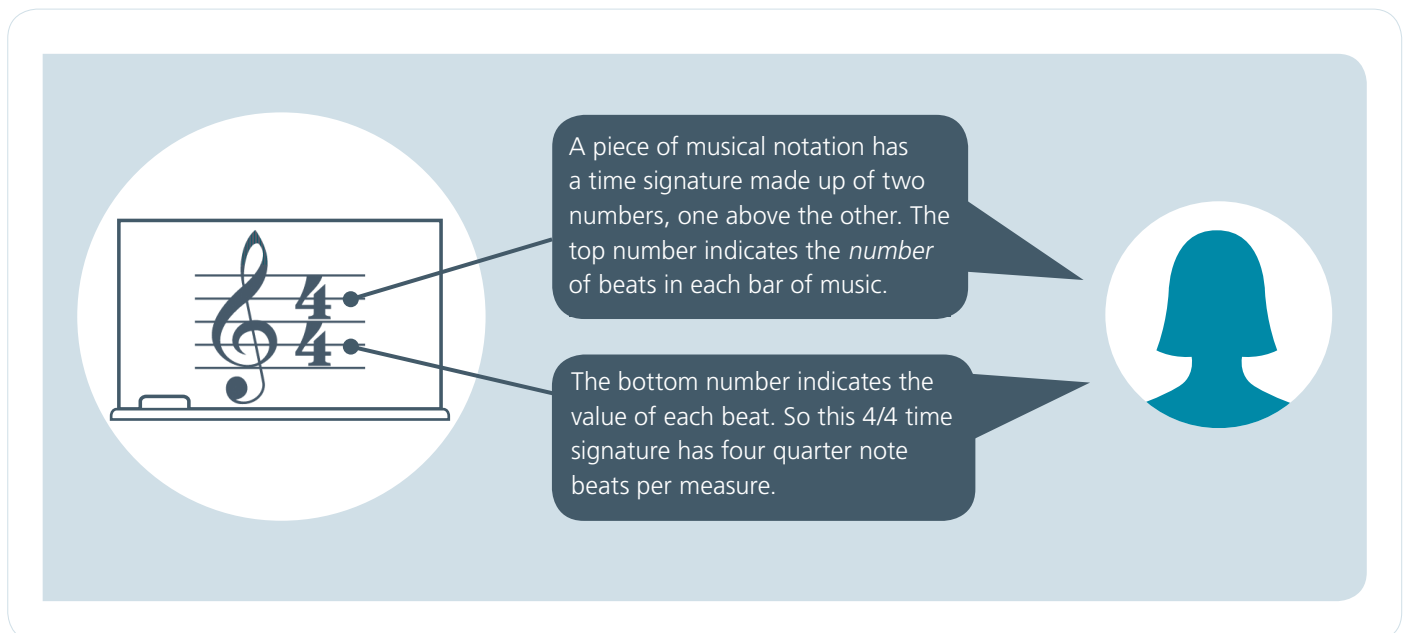 4
4
A piece of musical notation has
a time signature made up of two
numbers, one above the other. The
top number indicates the number
of beats in each bar of music.
The bottom number indicates the
value of each beat. So this 4/4 time
signature has four quarter note
beats per measure.